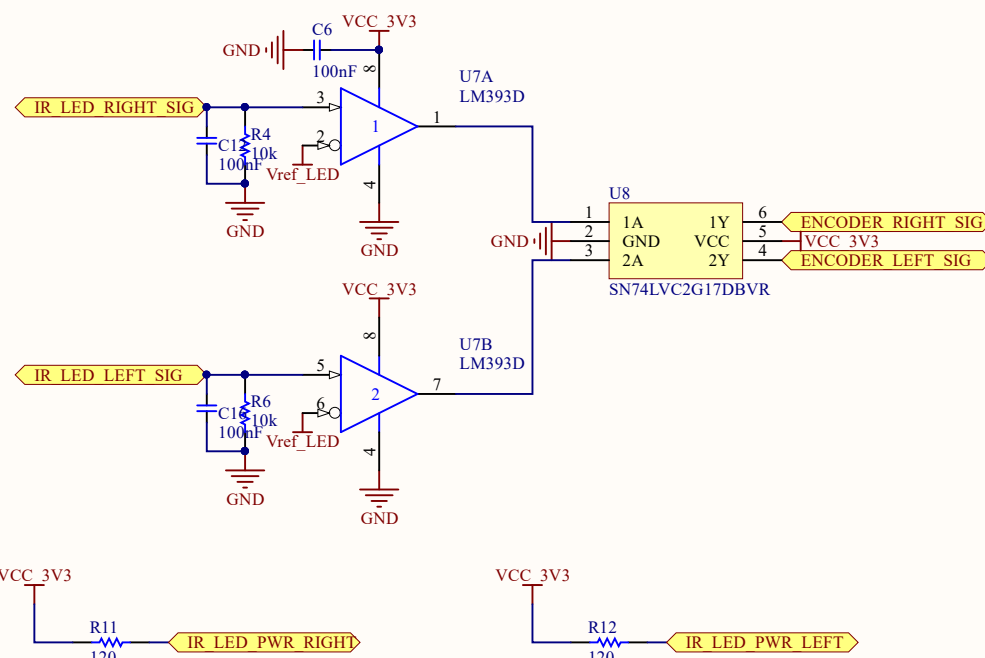 VCC_3V3
C6
GND
100nF
8
U7A
LM393D
IR_LED_RIGHT_SIG
3
1
1
2
R4
10k
100nF
Vref_LED
4
GND
GND
U8
1
1A
1Y
6
ENCODER RIGHT SIG
GND
2
GND
VCC
5
VCC_3V3
3
2A
2Y
4
ENCODER_LEFT_SIG
SN74LVC2G17DBVR
VCC_3V3
8
U7B
LM393D
IR_LED_LEFT_SIG
5
2
7
6
R6
10k
100nF
Vref_LED
4
GND
GND
VCC_3V3
VCC_3V3
R11
IR_LED_PWR_RIGHT
120
R12
IR_LED_PWR_LEFT
120